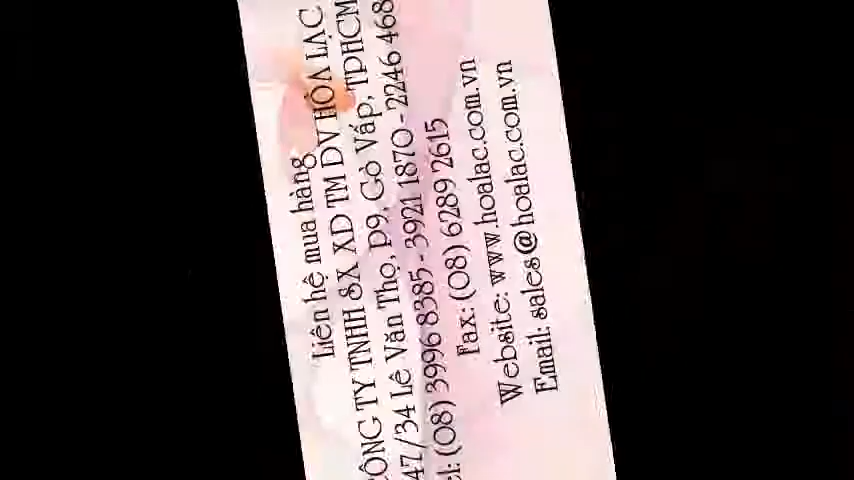 Liên hệ mua hàng
CÔNG TY TNHH SX XD TM DV HÒA LẠC
47/34 Lê Văn Thọ, P9, Gò Vấp, TPHCM
el: (08) 3996 8385 - 3921 1870 - 2246 468
Fax: (08) 6289 2615
Website: www.hoalac.com.vn
Email: sales@hoalac.com.vn